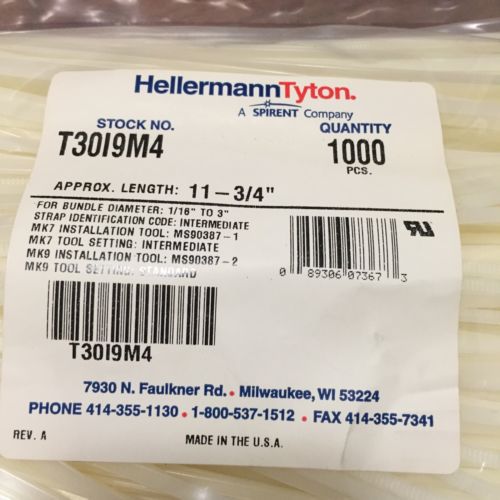 HellermannTyton.
A SPIRENT Company
STOCK NO.
T30I9M4
QUANTITY
1000
PCS.
APPROX. LENGTH: 11-3/4"
FOR BUNDLE DIAMETER: 1/16" TO 3"
STRAP IDENTIFICATION CODE: INTERMEDIATE
MK7 INSTALLATION TOOL: MS90387-1
MK7 TOOL SETTING: INTERMEDIATE
MK9 INSTALLATION TOOL: MS90387-2
MK9 TOOL SETTING: STANDARD
0 89306 07367 3
T30I9M4
7930 N. Faulkner Rd. • Milwaukee, WI 53224
PHONE 414-355-1130 • 1-800-537-1512 • FAX 414-355-7341
REV. A
MADE IN THE U.S.A.